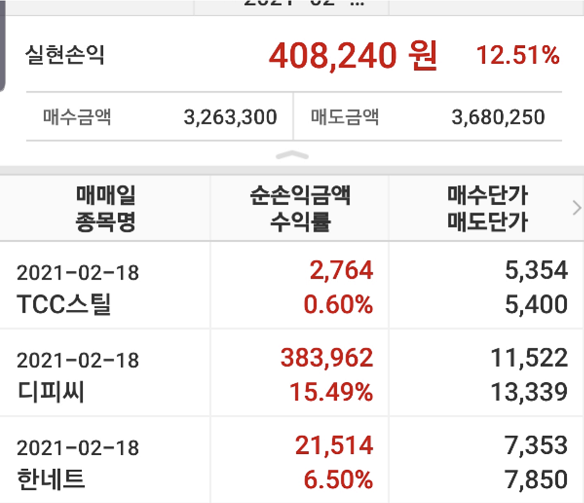 실현손익 408,240 원 12.51%
매수금액 3,263,300 매도금액 3,680,250
매매일 순손익금액 매수단가
종목명 수익률 매도단가
2021-02-18 2,764 5,354
TCC스틸 0.60% 5,400
2021-02-18 383,962 11,522
디피씨 15.49% 13,339
2021-02-18 21,514 7,353
한네트 6.50% 7,850